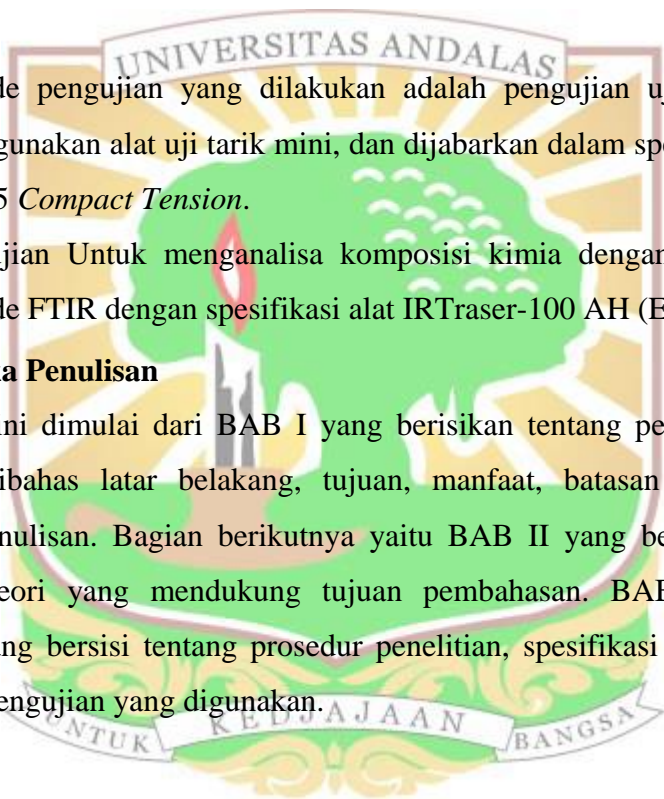 UNIVERSITAS ANDALAS
de pengujian yang dilakukan adalah pengujian u
gunakan alat uji tarik mini, dan dijabarkan dalam sp
5 Compact Tension.
jian Untuk menganalisa komposisi kimia dengan
de FTIR dengan spesifikasi alat IRTraser-100 AH (E
a Penulisan
ini dimulai dari BAB I yang berisikan tentang pe
ibahas latar belakang, tujuan, manfaat, batasan
nulisan. Bagian berikutnya yaitu BAB II yang be
eori yang mendukung tujuan pembahasan. BAB
ang bersisi tentang prosedur penelitian, spesifikasi
engujian yang digunakan.
UNTUK KEDJAJAAN BANGSA